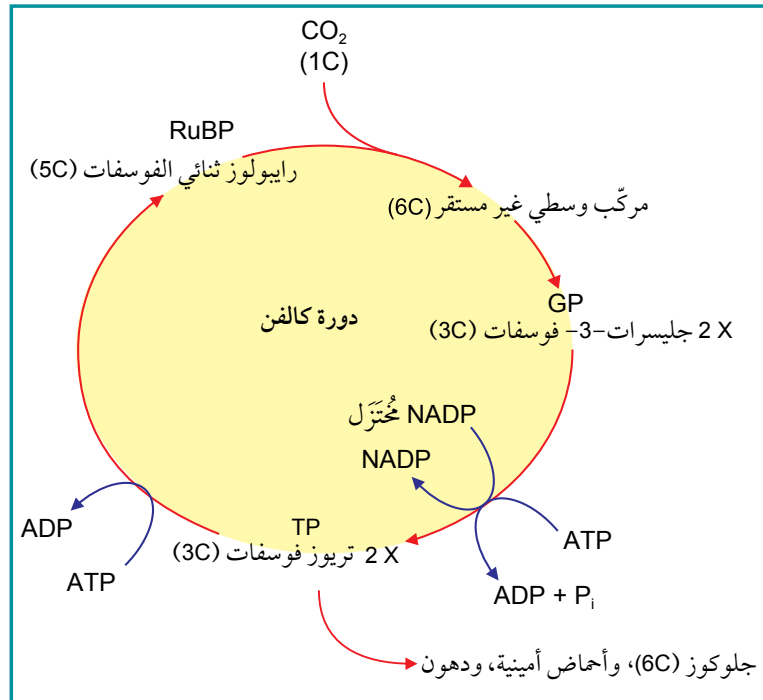 CO₂
(1C)
RuBP
رايبولوز ثنائي الفوسفات (5C)
مركّب وسطي غير مستقر (6C)
GP
2 X جليسرات-3- فوسفات (3C)
دورة كالفن
NADP مُختَزَل
NADP
ATP
ADP + Pᵢ
TP
2 X تريوز فوسفات (3C)
ADP
ATP
جلوكوز (6C)، وأحماض أمينية، ودهون